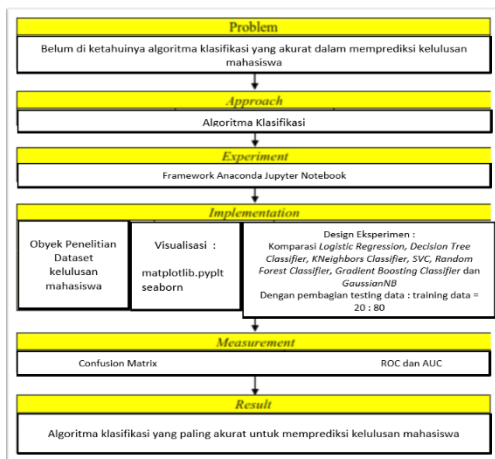 Problem
Belum di ketahuinya algoritma klasifikasi yang akurat dalam memprediksi kelulusan
mahasiswa
Approach
Algoritma Klasifikasi
Experiment
Framework Anaconda Jupyter Notebook
Implementation
Obyek Penelitian
Dataset
kelulusan
mahasiswa
Visualisasi :
matplotlib.pyplt
seaborn
Design Eksperimen :
Komparasi Logistic Regression, Decision Tree
Classifier, KNeighbors Classifier, SVC, Random
Forest Classifier, Gradient Boosting Classifier dan
GaussianNB
Dengan pembagian testing data : training data =
20 : 80
Measurement
Confusion Matrix
ROC dan AUC
Result
Algoritma klasifikasi yang paling akurat untuk memprediksi kelulusan mahasiswa